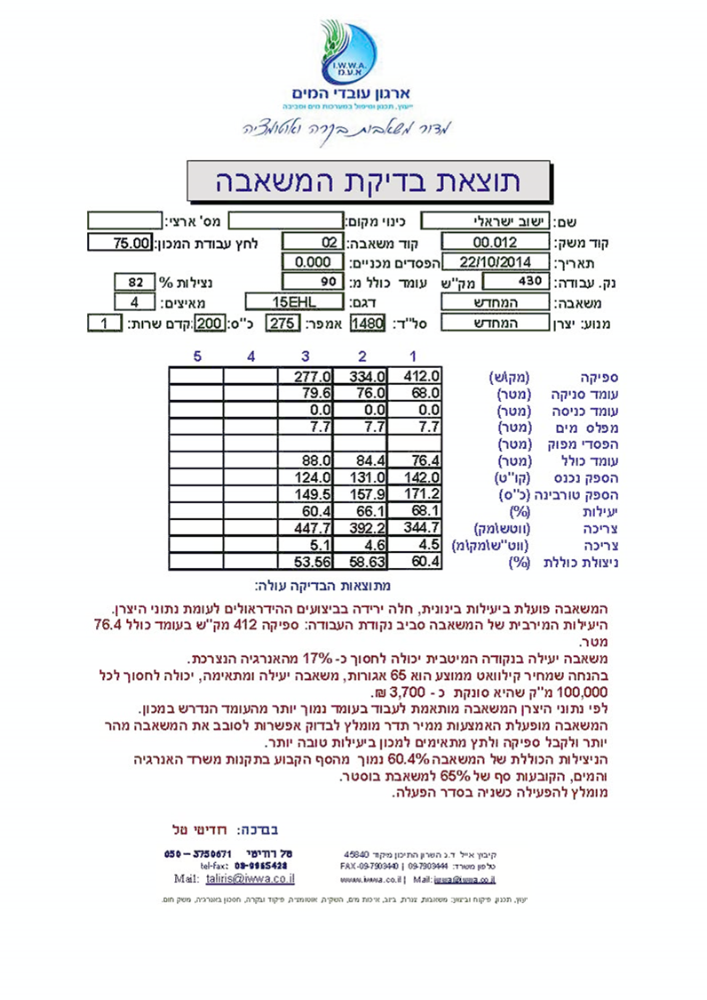 I.W.W.A.
א.ע.מ
ארגון עובדי המים
ייעוץ, תכנון וטיפול במערכות מים וסביבה
מדור משאבות בקרה ואוטומציה
תוצאת בדיקת המשאבה
שם: ישוב ישראלי כינוי מקום: מס' ארצי:
קוד משק: 00.012 קוד משאבה: 02 לחץ עבודת המכון: 75.00
תאריך: 22/10/2014 הפסדים מכניים: 0.000
נק. עבודה: 430 מק"ש עומד כולל מ: 90 נצילות % 82
משאבה: המחדש דגם: 15EHL מאיצים: 4
מנוע: יצרן המחדש סל"ד: 1480 אמפר: 275 כ"ס: 200 קדם שרות: 1
1 2 3 4 5
ספיקה (מק\ש) 412.0 334.0 277.0
עומד סניקה (מטר) 68.0 76.0 79.6
עומד כניסה (מטר) 0.0 0.0 0.0
מפלס מים (מטר) 7.7 7.7 7.7
הפסדי מפוק (מטר)
עומד כולל (מטר) 76.4 84.4 88.0
הספק נכנס (קו"ט) 142.0 131.0 124.0
הספק טורבינה (כ"ס) 171.2 157.9 149.5
יעילות (%) 68.1 66.1 60.4
צריכה (ווטש\מק) 344.7 392.2 447.7
צריכה (ווט"ש\מק\מ) 4.5 4.6 5.1
ניצולת כוללת (%) 60.4 58.63 53.56
מתוצאות הבדיקה עולה:
המשאבה פועלת ביעילות בינונית, חלה ירידה בביצועים ההידראולים לעומת נתוני היצרן.
היעילות המירבית של המשאבה סביב נקודת העבודה: ספיקה 412 מק"ש בעומד כולל 76.4
מטר.
משאבה יעילה בנקודה המיטבית יכולה לחסוך כ- 17% מהאנרגיה הנצרכת.
בהנחה שמחיר קילוואט ממוצע הוא 65 אגורות, משאבה יעילה ומתאימה, יכולה לחסוך לכל
100,000 מ"ק שהיא סונקת כ - 3,700 ₪.
לפי נתוני היצרן המשאבה מותאמת לעבוד בעומד נמוך יותר מהעומד הנדרש במכון.
המשאבה מופעלת האמצעות ממיר תדר מומלץ לבדוק אפשרות לסובב את המשאבה מהר
יותר ולקבל ספיקה ולחץ מתאימים למכון ביעילות טובה יותר.
הניצילות הכוללת של המשאבה 60.4% נמוך מהסף הקבוע בתקנות משרד האנרגיה
והמים, הקובעות סף של 65% למשאבת בוסטר.
מומלץ להפעילה כשניה בסדר הפעלה.
בברכה: רודיטי טל
קיבוץ אייל ד.נ השרון התיכון מיקוד 45840
טלפון משרד: 09-7903444 | FAX-09-7903440
www.iwwa.co.il | Mail: iwwa@iwwa.co.il
טל רודיטי 050 – 3750671
tel-fax: 09-9965428
Mail: taliris@iwwa.co.il
יעוץ, תכנון, פיקוח וביצוע: משאבות, צנרת, ביוב, איכות מים, השקיה, אוטומציה, פיקוד ובקרה, חסכון באנרגיה, משק חום.